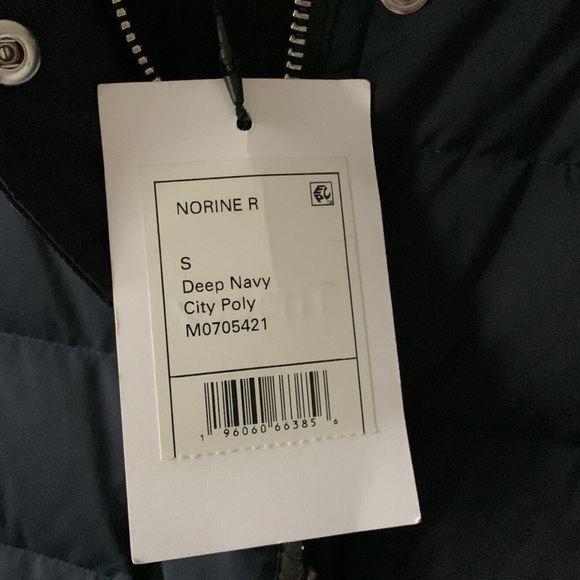 NORINE R
S
Deep Navy
City Poly
M0705421
1 96060 66385 6